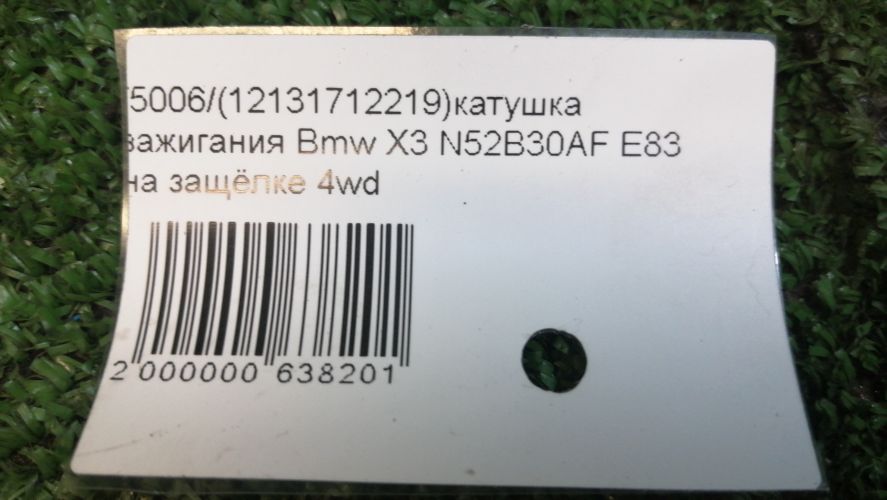 5006/(12131712219)катушка
зажигания Bmw X3 N52B30AF E83
на защёлке 4wd
2 000000 638201